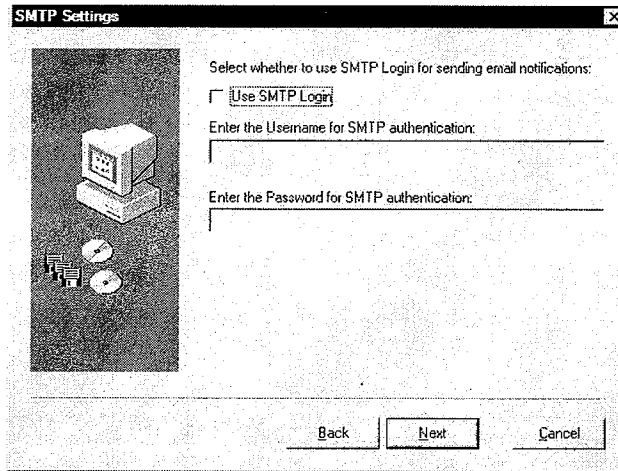 SMTP Settings
Select whether to use SMTP Login for sending email notifications:
Use SMTP Login
Enter the Username for SMTP authentication:
Enter the Password for SMTP authentication:
Back
Next
Cancel